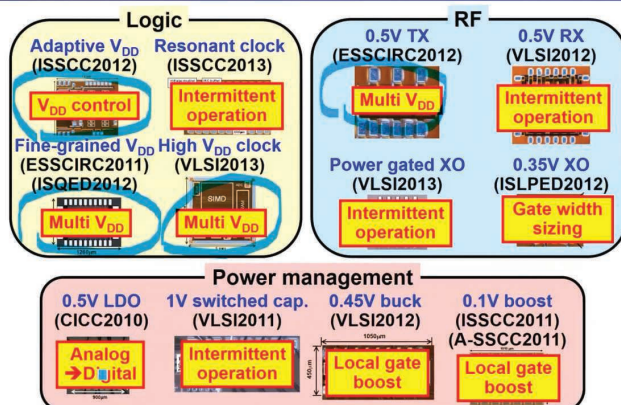 Logic
Adaptive VDD
(ISSCC2012)
VDD control
Resonant clock
(ISSCC2013)
Intermittent
operation
Fine-grained VDD
(ESSCIRC2011)
(ISQED2012)
Multi VDD
High VDD clock
(VLSI2013)
SIMD
Multi VDD
RF
0.5V TX
(ESSCIRC2012)
Multi VDD
0.5V RX
(VLSI2012)
Intermittent
operation
Power gated XO
(VLSI2013)
Intermittent
operation
0.35V XO
(ISLPED2012)
Gate width
sizing
Power management
0.5V LDO
(CICC2010)
Analog
➔Digital
900μm
1V switched cap.
(VLSI2011)
Intermittent
operation
0.45V buck
(VLSI2012)
1050μm
450μm
Local gate
boost
0.1V boost
(ISSCC2011)
(A-SSCC2011)
Local gate
boost